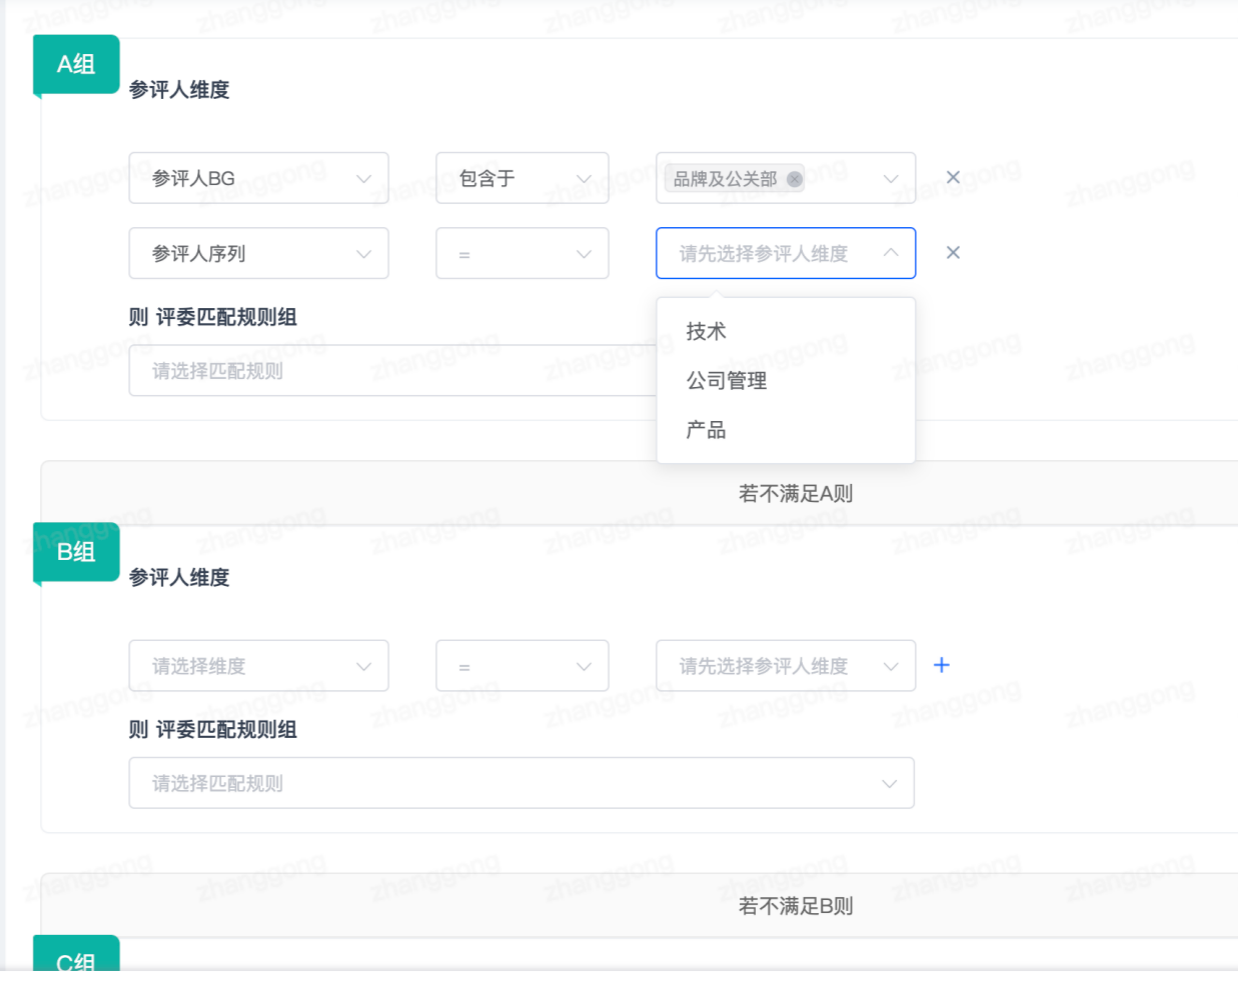 A组
参评人维度
参评人BG 包含于 品牌及公关部
参评人序列 = 请先选择参评人维度
技术
公司管理
产品
则 评委匹配规则组
请选择匹配规则
若不满足A则
B组
参评人维度
请选择维度 = 请先选择参评人维度
则 评委匹配规则组
请选择匹配规则
若不满足B则
C组
zhanggong